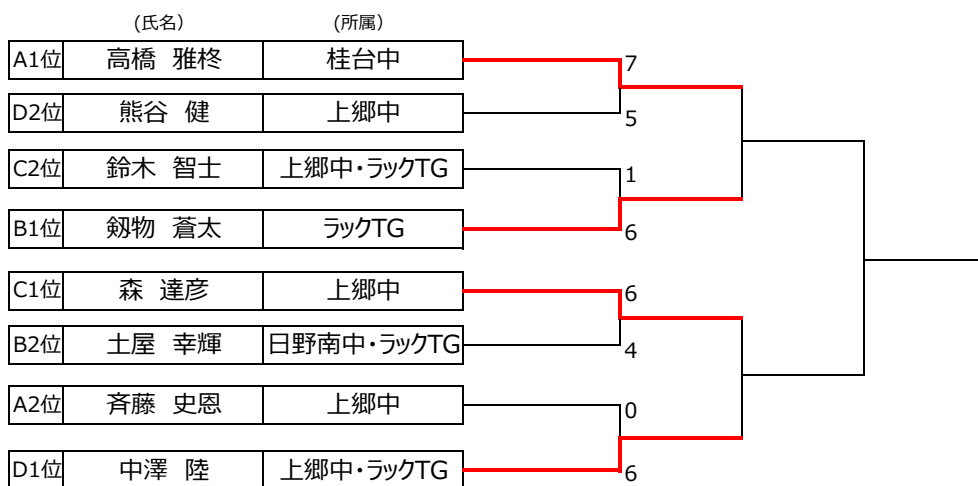 (氏名) (所属)
A1位 高橋 雅柊 桂台中 7
D2位 熊谷 健 上郷中 5
C2位 鈴木 智士 上郷中・ラックTG 1
B1位 剱物 蒼太 ラックTG 6
C1位 森 達彦 上郷中 6
B2位 土屋 幸輝 日野南中・ラックTG 4
A2位 斉藤 史恩 上郷中 0
D1位 中澤 陸 上郷中・ラックTG 6